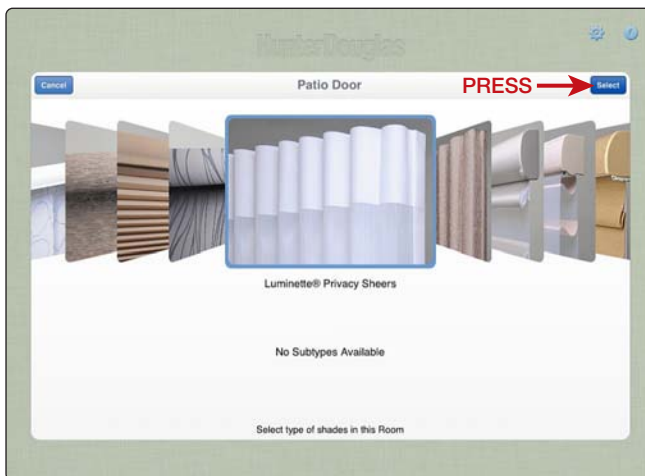 HunterDouglas
Cancel
Patio Door
PRESS
Select
Luminette® Privacy Sheers
No Subtypes Available
Select type of shades in this Room